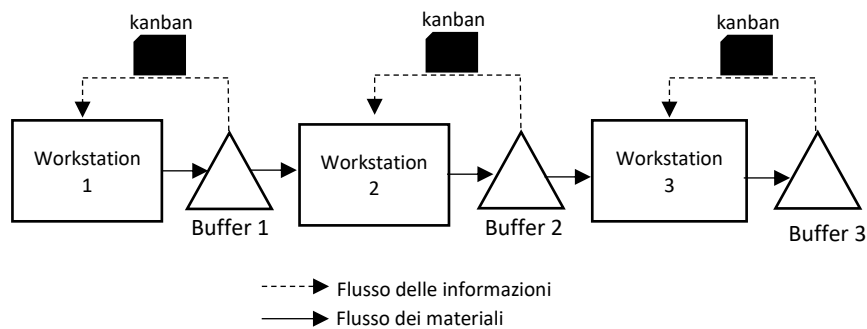 kanban
kanban
kanban
Workstation
1
Workstation
2
Workstation
3
Buffer 1
Buffer 2
Buffer 3
Flusso delle informazioni
Flusso dei materiali